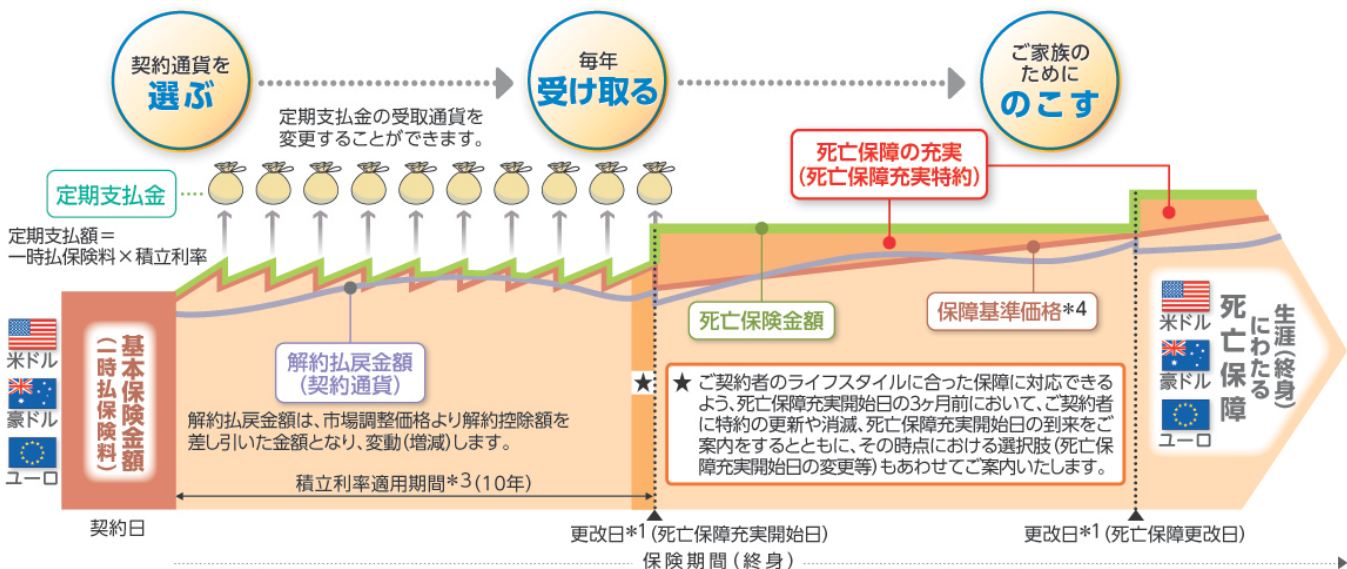 契約通貨を
選ぶ
毎年
受け取る
ご家族の
ために
のこす
定期支払金の受取通貨を
変更することができます。
定期支払金
定期支払額＝
一時払保険料×積立利率
死亡保障の充実
(死亡保障充実特約)
米ドル
豪ドル
ユーロ
基本保険金額
(一時払保険料)
解約払戻金額
(契約通貨)
解約払戻金額は、市場調整価格より解約控除額を
差し引いた金額となり、変動(増減)します。
積立利率適用期間*3(10年)
死亡保険金額
保障基準価格*4
★
★ ご契約者のライフスタイルに合った保障に対応できる
よう、死亡保障充実開始日の3ヶ月前において、ご契約者
に特約の更新や消滅、死亡保障充実開始日の到来をご
案内をするとともに、その時点における選択肢(死亡保
障充実開始日の変更等)もあわせてご案内いたします。
米ドル
豪ドル
ユーロ
生涯(終身)
にわたる
死亡保障
契約日
更改日*1(死亡保障充実開始日)
更改日*1(死亡保障更改日)
保険期間(終身)